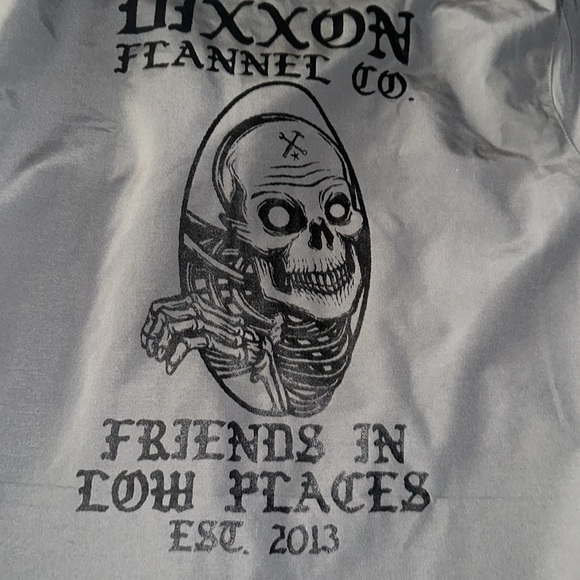 DIXXON
FLANNEL CO.
FRIENDS IN
LOW PLACES
EST. 2013